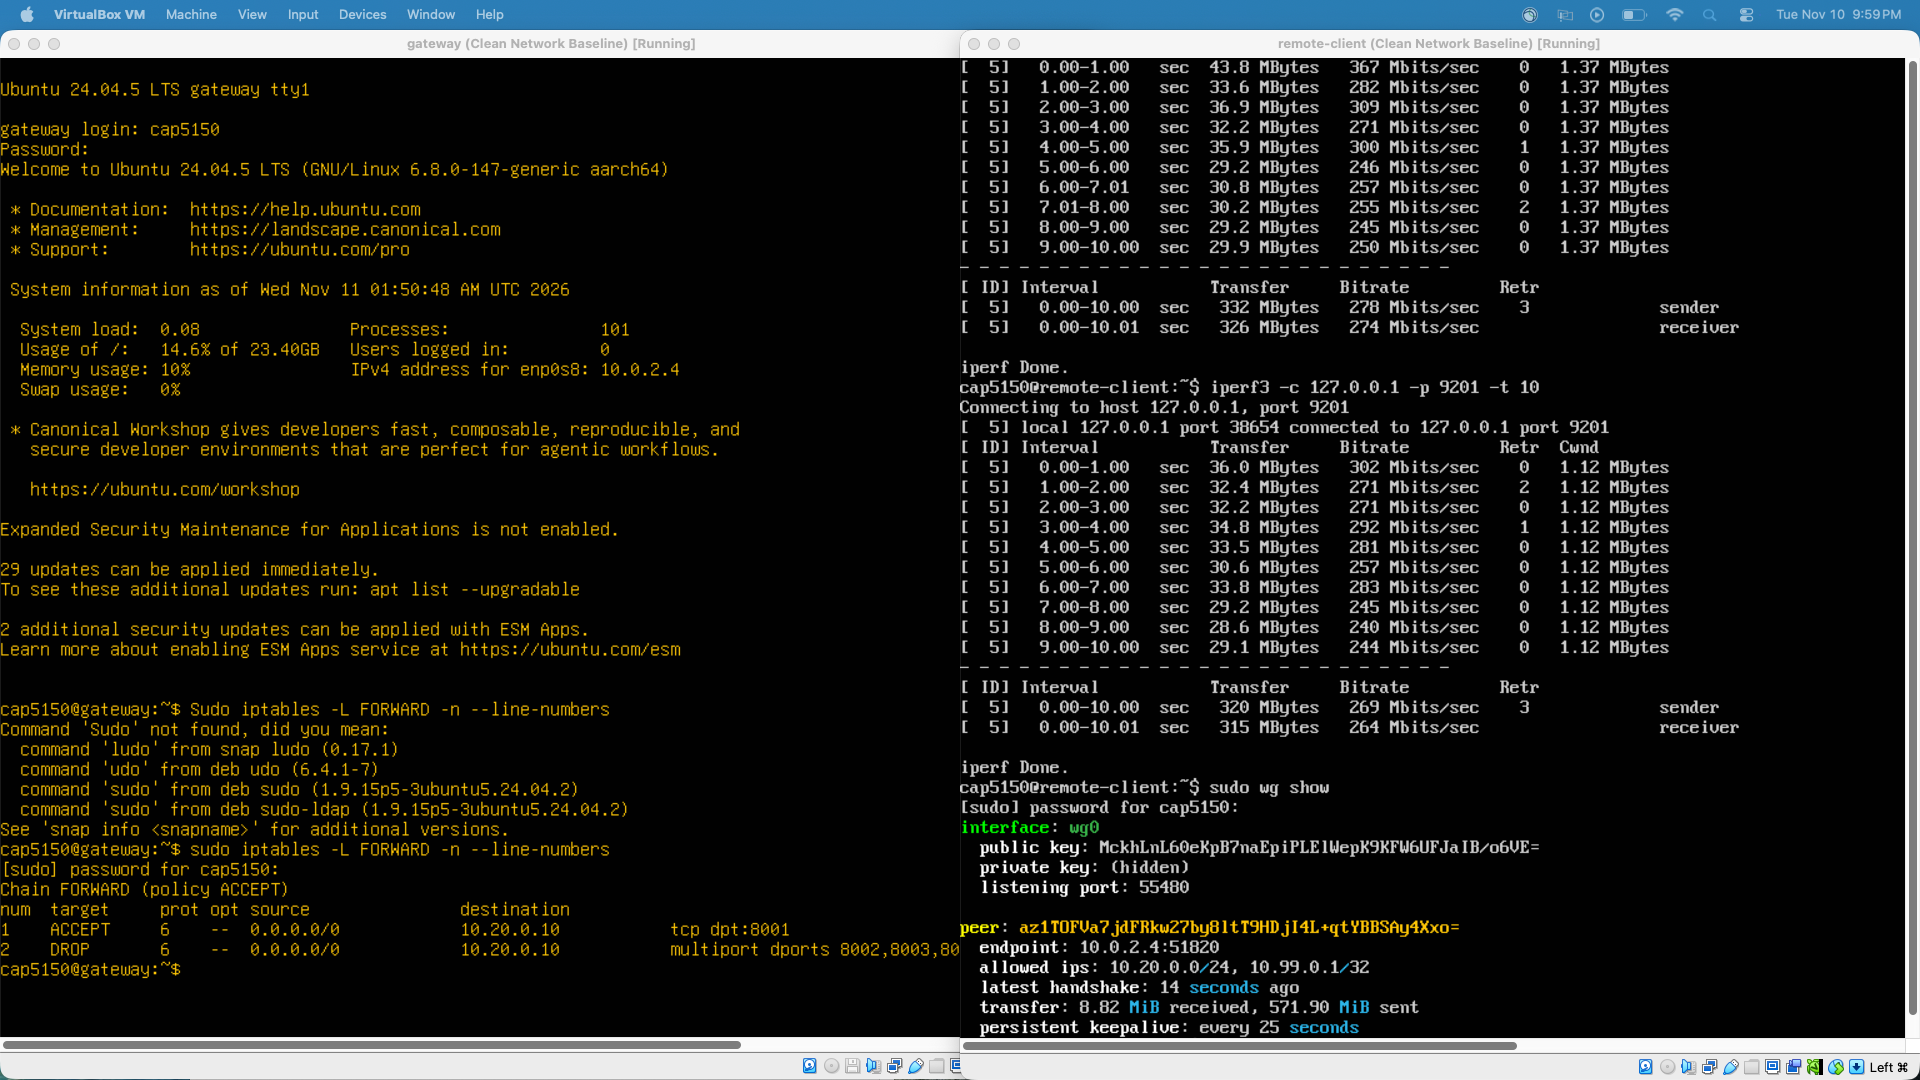 VirtualBox VM Machine View Input Devices Window Help Tue Nov 10 9:59 PM
gateway (Clean Network Baseline) [Running]
Ubuntu 24.04.5 LTS gateway tty1
gateway login: cap5150
Password:
Welcome to Ubuntu 24.04.5 LTS (GNU/Linux 6.8.0-147-generic aarch64)
* Documentation: https://help.ubuntu.com
* Management: https://landscape.canonical.com
* Support: https://ubuntu.com/pro
System information as of Wed Nov 11 01:50:48 AM UTC 2026
System load: 0.08 Processes: 101
Usage of /: 14.6% of 23.40GB Users logged in: 0
Memory usage: 10% IPv4 address for enp0s8: 10.0.2.4
Swap usage: 0%
* Canonical Workshop gives developers fast, composable, reproducible, and
secure developer environments that are perfect for agentic workflows.
https://ubuntu.com/workshop
Expanded Security Maintenance for Applications is not enabled.
29 updates can be applied immediately.
To see these additional updates run: apt list --upgradable
2 additional security updates can be applied with ESM Apps.
Learn more about enabling ESM Apps service at https://ubuntu.com/esm
cap5150@gateway:~$ Sudo iptables -L FORWARD -n --line-numbers
Command 'Sudo' not found, did you mean:
command 'ludo' from snap ludo (0.17.1)
command 'udo' from deb udo (6.4.1-7)
command 'sudo' from deb sudo (1.9.15p5-3ubuntu5.24.04.2)
command 'sudo' from deb sudo-ldap (1.9.15p5-3ubuntu5.24.04.2)
See 'snap info <snapname>' for additional versions.
cap5150@gateway:~$ sudo iptables -L FORWARD -n --line-numbers
[sudo] password for cap5150:
Chain FORWARD (policy ACCEPT)
num target prot opt source destination
1 ACCEPT 6 -- 0.0.0.0/0 10.20.0.10 tcp dpt:8001
2 DROP 6 -- 0.0.0.0/0 10.20.0.10 multiport dports 8002,8003,80
cap5150@gateway:~$
remote-client (Clean Network Baseline) [Running]
[ 5] 0.00-1.00 sec 43.8 MBytes 367 Mbits/sec 0 1.37 MBytes
[ 5] 1.00-2.00 sec 33.6 MBytes 282 Mbits/sec 0 1.37 MBytes
[ 5] 2.00-3.00 sec 36.9 MBytes 309 Mbits/sec 0 1.37 MBytes
[ 5] 3.00-4.00 sec 32.2 MBytes 271 Mbits/sec 0 1.37 MBytes
[ 5] 4.00-5.00 sec 35.9 MBytes 300 Mbits/sec 1 1.37 MBytes
[ 5] 5.00-6.00 sec 29.2 MBytes 246 Mbits/sec 0 1.37 MBytes
[ 5] 6.00-7.01 sec 30.8 MBytes 257 Mbits/sec 0 1.37 MBytes
[ 5] 7.01-8.00 sec 30.2 MBytes 255 Mbits/sec 2 1.37 MBytes
[ 5] 8.00-9.00 sec 29.2 MBytes 245 Mbits/sec 0 1.37 MBytes
[ 5] 9.00-10.00 sec 29.9 MBytes 250 Mbits/sec 0 1.37 MBytes
- - - - - - - - - - - - - - - - - - - - - - - - -
[ ID] Interval Transfer Bitrate Retr
[ 5] 0.00-10.00 sec 332 MBytes 278 Mbits/sec 3 sender
[ 5] 0.00-10.01 sec 326 MBytes 274 Mbits/sec receiver
iperf Done.
cap5150@remote-client:~$ iperf3 -c 127.0.0.1 -p 9201 -t 10
Connecting to host 127.0.0.1, port 9201
[ 5] local 127.0.0.1 port 38654 connected to 127.0.0.1 port 9201
[ ID] Interval Transfer Bitrate Retr Cwnd
[ 5] 0.00-1.00 sec 36.0 MBytes 302 Mbits/sec 0 1.12 MBytes
[ 5] 1.00-2.00 sec 32.4 MBytes 271 Mbits/sec 2 1.12 MBytes
[ 5] 2.00-3.00 sec 32.2 MBytes 271 Mbits/sec 0 1.12 MBytes
[ 5] 3.00-4.00 sec 34.8 MBytes 292 Mbits/sec 1 1.12 MBytes
[ 5] 4.00-5.00 sec 33.5 MBytes 281 Mbits/sec 0 1.12 MBytes
[ 5] 5.00-6.00 sec 30.6 MBytes 257 Mbits/sec 0 1.12 MBytes
[ 5] 6.00-7.00 sec 33.8 MBytes 283 Mbits/sec 0 1.12 MBytes
[ 5] 7.00-8.00 sec 29.2 MBytes 245 Mbits/sec 0 1.12 MBytes
[ 5] 8.00-9.00 sec 28.6 MBytes 240 Mbits/sec 0 1.12 MBytes
[ 5] 9.00-10.00 sec 29.1 MBytes 244 Mbits/sec 0 1.12 MBytes
- - - - - - - - - - - - - - - - - - - - - - - - -
[ ID] Interval Transfer Bitrate Retr
[ 5] 0.00-10.00 sec 320 MBytes 269 Mbits/sec 3 sender
[ 5] 0.00-10.01 sec 315 MBytes 264 Mbits/sec receiver
iperf Done.
cap5150@remote-client:~$ sudo wg show
[sudo] password for cap5150:
interface: wg0
public key: MckhLnL60eKpB7naEpiPLElWepK9KFW6UFJaIB/o6VE=
private key: (hidden)
listening port: 55480
peer: az1TOFVa7jdFRkw27by8ltT9HDjI4L+qtYBBSAy4Xxo=
endpoint: 10.0.2.4:51820
allowed ips: 10.20.0.0/24, 10.99.0.1/32
latest handshake: 14 seconds ago
transfer: 8.82 MiB received, 571.90 MiB sent
persistent keepalive: every 25 seconds
Left ⌘